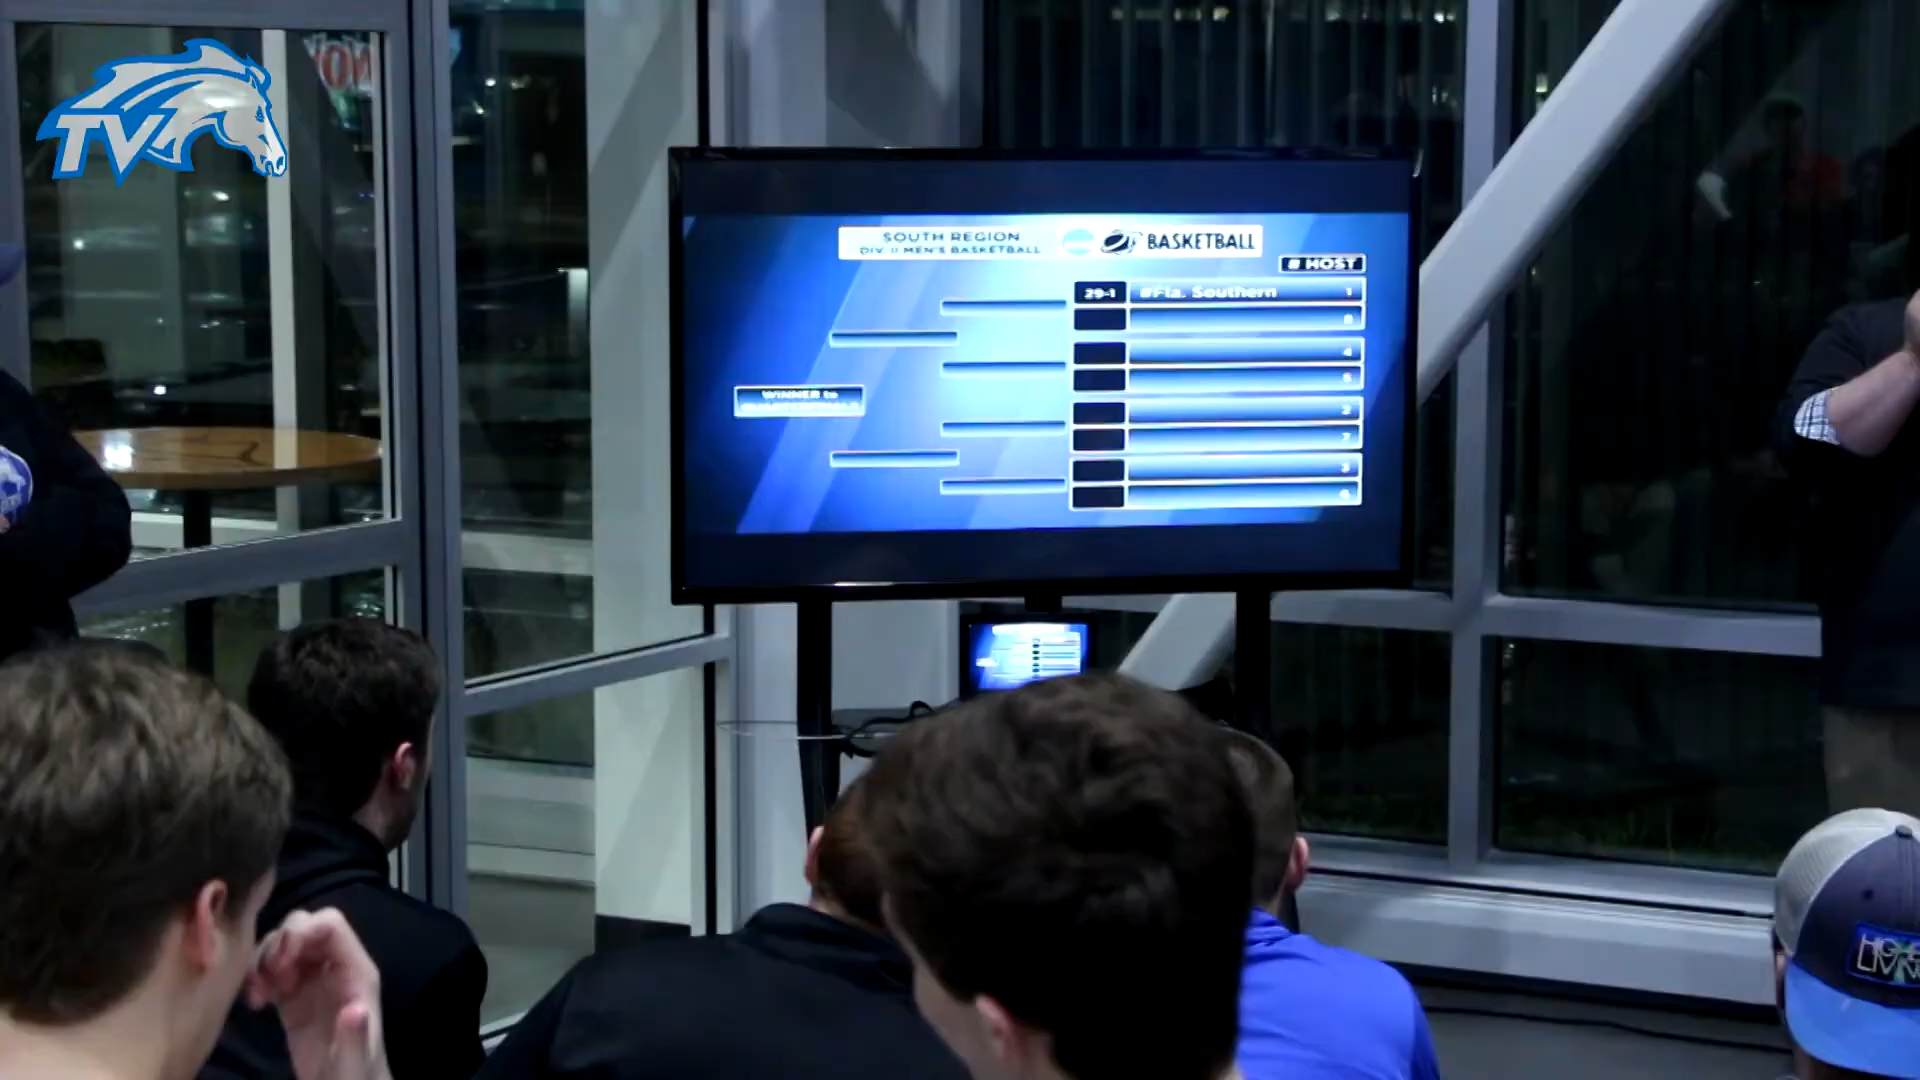 TV
SOUTH REGION
DIV. II MEN'S BASKETBALL
BASKETBALL
# HOST
29-1 #Fla. Southern 1
8
4
5
2
7
3
6
WINNER to